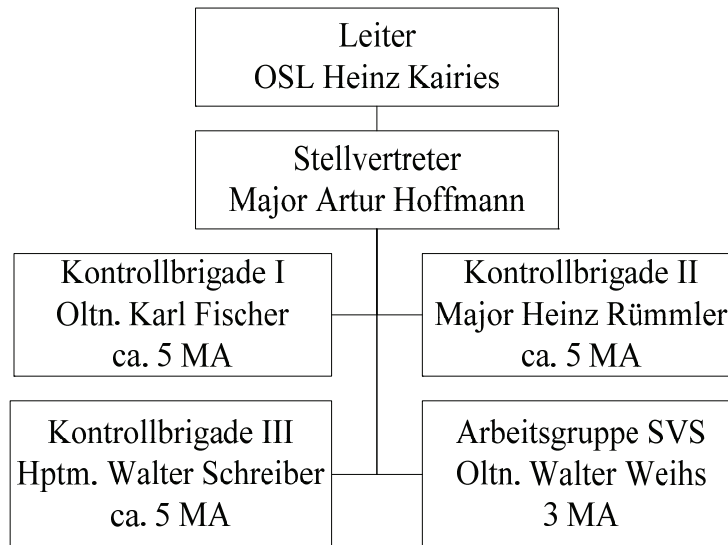 Leiter
OSL Heinz Kairies
Stellvertreter
Major Artur Hoffmann
Kontrollbrigade I
Oltn. Karl Fischer
ca. 5 MA
Kontrollbrigade II
Major Heinz Rümmler
ca. 5 MA
Kontrollbrigade III
Hptm. Walter Schreiber
ca. 5 MA
Arbeitsgruppe SVS
Oltn. Walter Weihs
3 MA